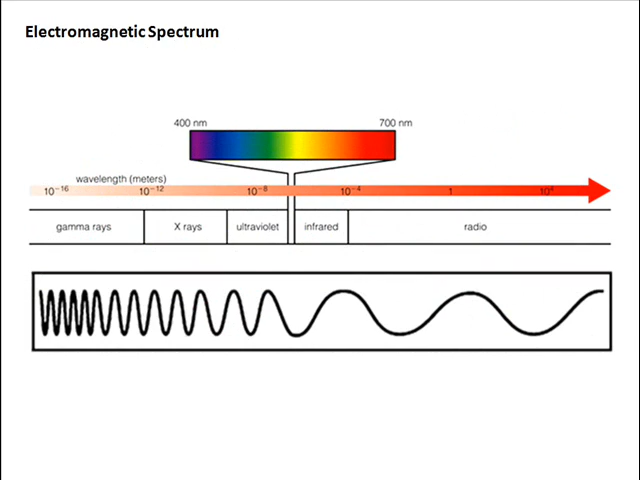 Electromagnetic Spectrum
400 nm 700 nm
wavelength (meters)
10⁻¹⁶ 10⁻¹² 10⁻⁸ 10⁻⁴ 1 10⁴
gamma rays X rays ultraviolet infrared radio